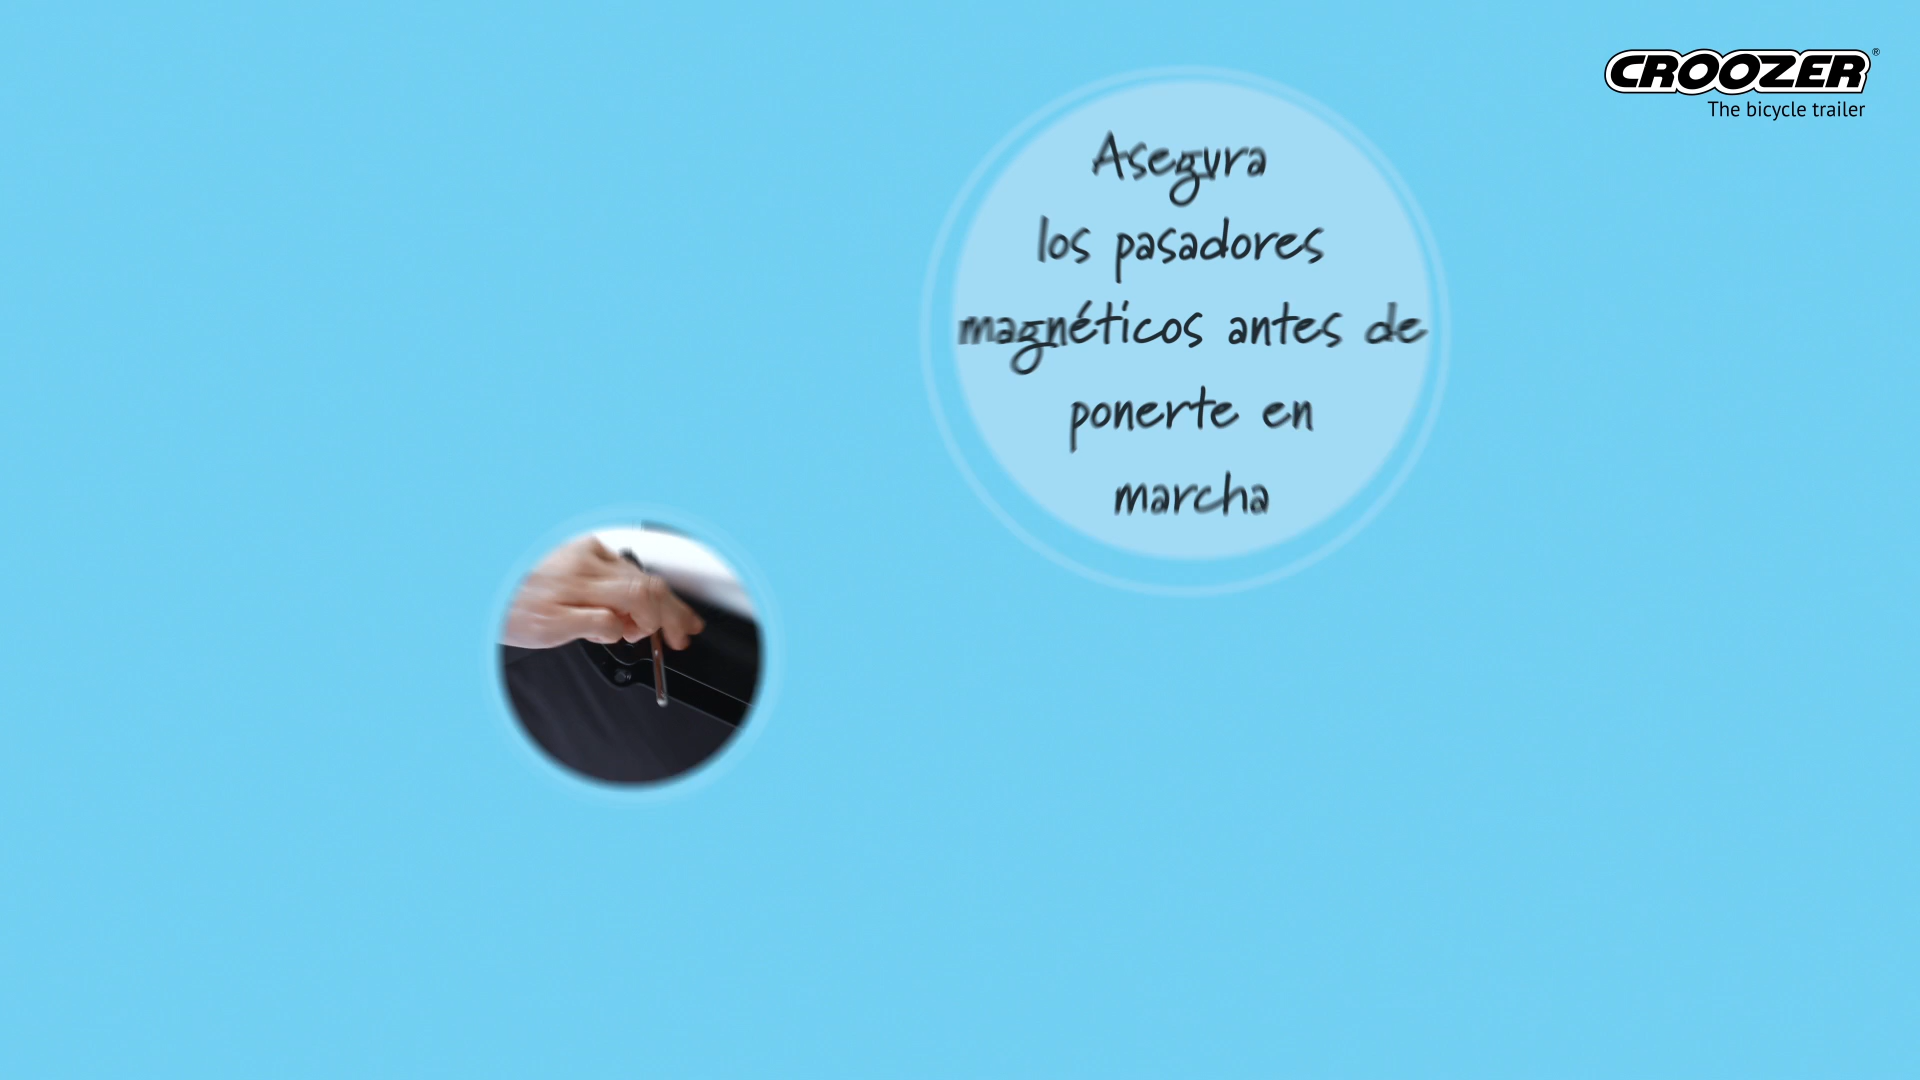 CROOZER®
The bicycle trailer
Asegura
los pasadores
magnéticos antes de
ponerte en
marcha